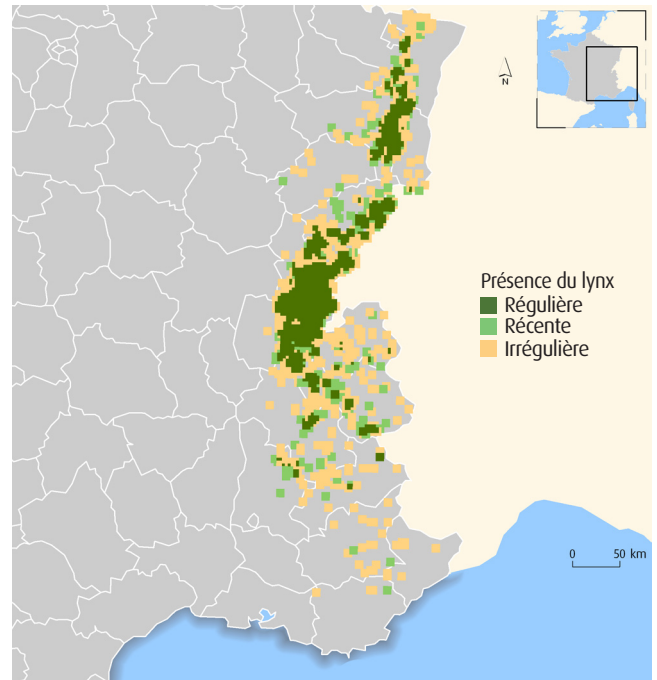 N
Présence du lynx
Régulière
Récente
Irrégulière
0 50 km